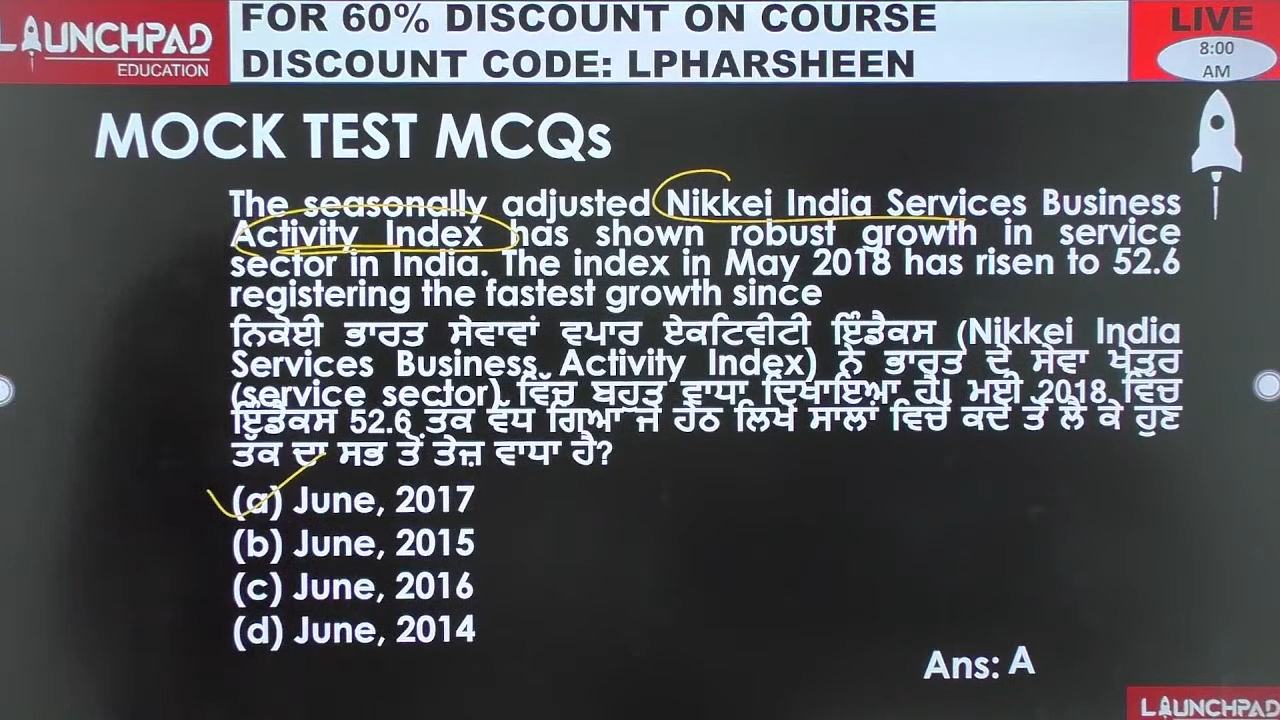 LAUNCHPAD
EDUCATION
FOR 60% DISCOUNT ON COURSE
DISCOUNT CODE: LPHARSHEEN
LIVE
8:00
AM
MOCK TEST MCQs
The seasonally adjusted Nikkei India Services Business
Activity Index has shown robust growth in service
sector in India. The index in May 2018 has risen to 52.6
registering the fastest growth since
ਨਿਕੇਈ ਭਾਰਤ ਸੇਵਾਵਾਂ ਵਪਾਰ ਏਕਟਿਵੀਟੀ ਇੰਡੈਕਸ (Nikkei India
Services Business Activity Index) ਨੇ ਭਾਰਤ ਦੇ ਸੇਵਾ ਖੇਤਰ
(service sector) ਵਿੱਚ ਬਹੁਤ ਵਾਧਾ ਦਿਖਾਇਆ ਹੈ। ਮਈ 2018 ਵਿੱਚ
ਇੰਡੈਕਸ 52.6 ਤੱਕ ਵੱਧ ਗਿਆ ਜੋ ਹੇਠ ਲਿਖੇ ਸਾਲਾਂ ਵਿਚੋਂ ਕਦੋਂ ਤੋਂ ਲੈ ਕੇ ਹੁਣ
ਤੱਕ ਦਾ ਸਭ ਤੋਂ ਤੇਜ਼ ਵਾਧਾ ਹੈ?
(a) June, 2017
(b) June, 2015
(c) June, 2016
(d) June, 2014
Ans: A
LAUNCHPAD